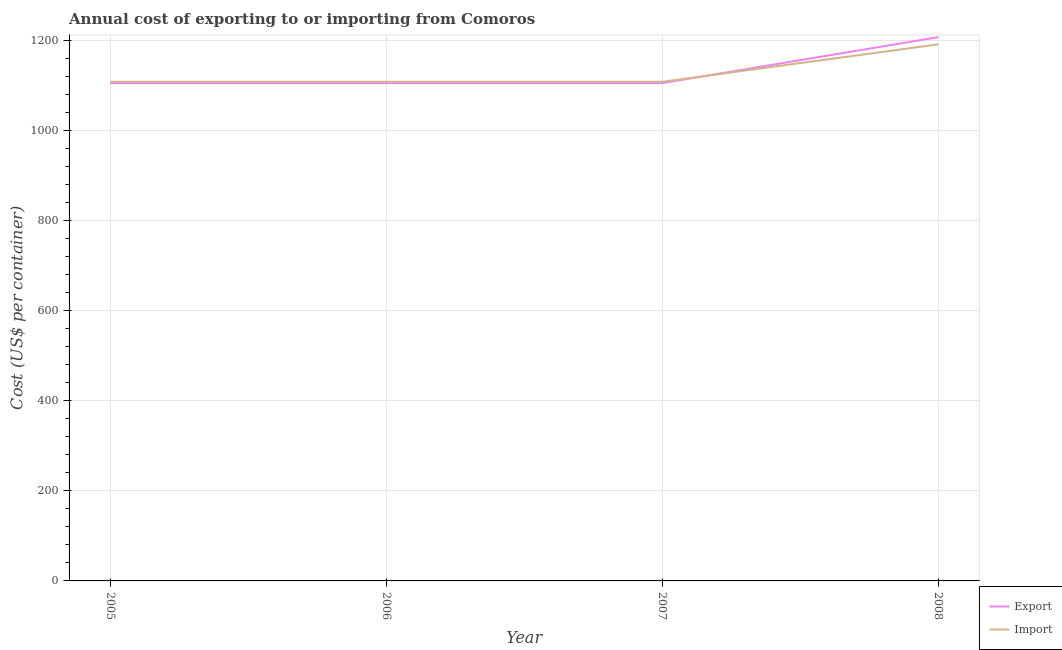 Annual cost of exporting to or importing from Comoros
Cost (US$ per container)
1200
1000
800
600
400
200
0
2005
2006
2007
2008
Year
Export
Import